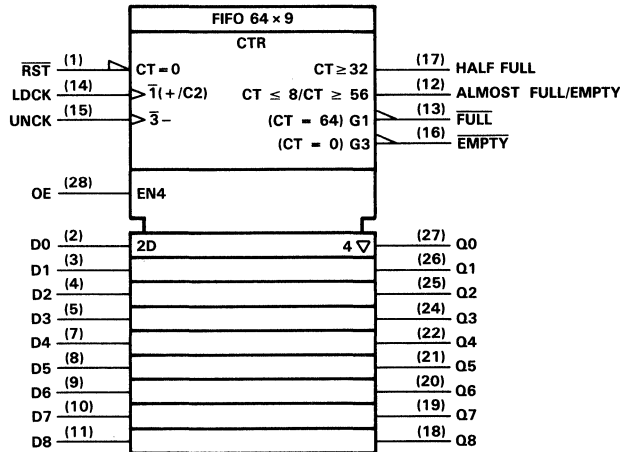 FIFO 64 × 9
CTR
R̅S̅T̅ (1) CT=0 CT≥32 (17) HALF FULL
LDCK (14) 1̅(+/C2) CT ≤ 8/CT ≥ 56 (12) ALMOST FULL/EMPTY
UNCK (15) 3̅− (CT = 64) G1 (13) F̅U̅L̅L̅
(CT = 0) G3 (16) E̅M̅P̅T̅Y̅
OE (28) EN4
D0 (2) 2D 4 ▽ (27) Q0
D1 (3) (26) Q1
D2 (4) (25) Q2
D3 (5) (24) Q3
D4 (7) (22) Q4
D5 (8) (21) Q5
D6 (9) (20) Q6
D7 (10) (19) Q7
D8 (11) (18) Q8